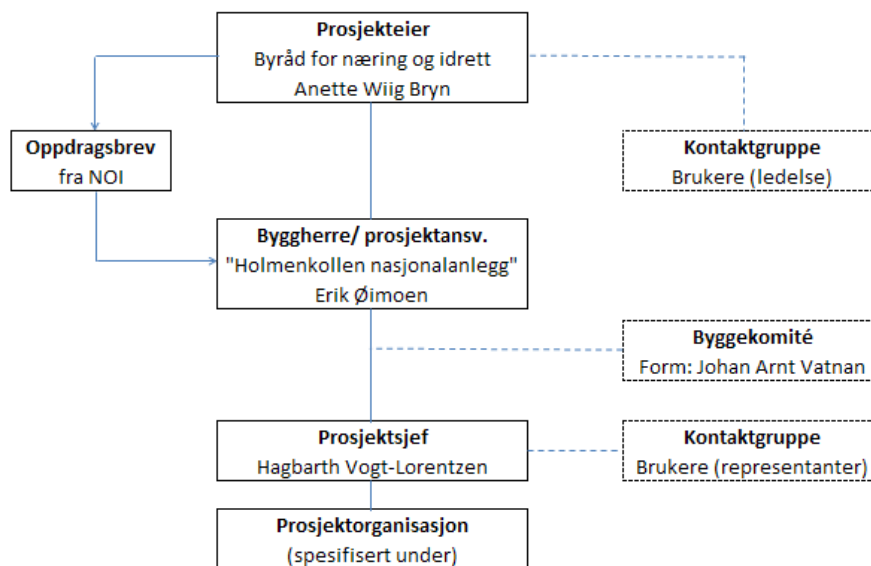 Prosjekteier
Byråd for næring og idrett
Anette Wiig Bryn
Oppdragsbrev
fra NOI
Kontaktgruppe
Brukere (ledelse)
Byggherre/ prosjektansv.
"Holmenkollen nasjonalanlegg"
Erik Øimoen
Byggekomité
Form: Johan Arnt Vatnan
Prosjektsjef
Hagbarth Vogt-Lorentzen
Kontaktgruppe
Brukere (representanter)
Prosjektorganisasjon
(spesifisert under)